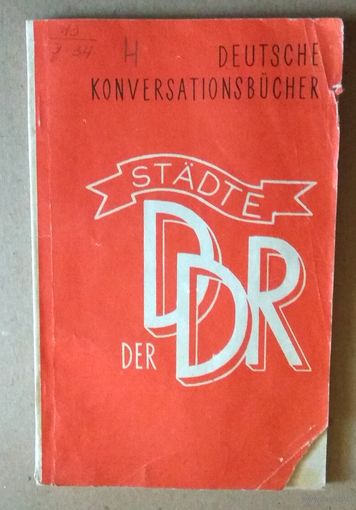 DEUTSCHE
KONVERSATIONSBÜCHER
STÄDTE
DER DDR